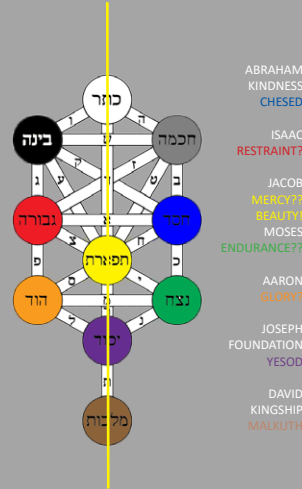 כתר
ו
ה
בינה
ש
חכמה
ק
ז
ג
ע
ד
ט
ב
גבורה
א
חסד
צ
ח
תפארת
פ
כ
ס
י
הוד
מ
נצח
ל
נ
יסוד
ת
מלכות
ABRAHAM
KINDNESS
CHESED
ISAAC
RESTRAINT?
JACOB
MERCY??
BEAUTY!
MOSES
ENDURANCE??
AARON
GLORY?
JOSEPH
FOUNDATION
YESOD
DAVID
KINGSHIP
MALKUTH